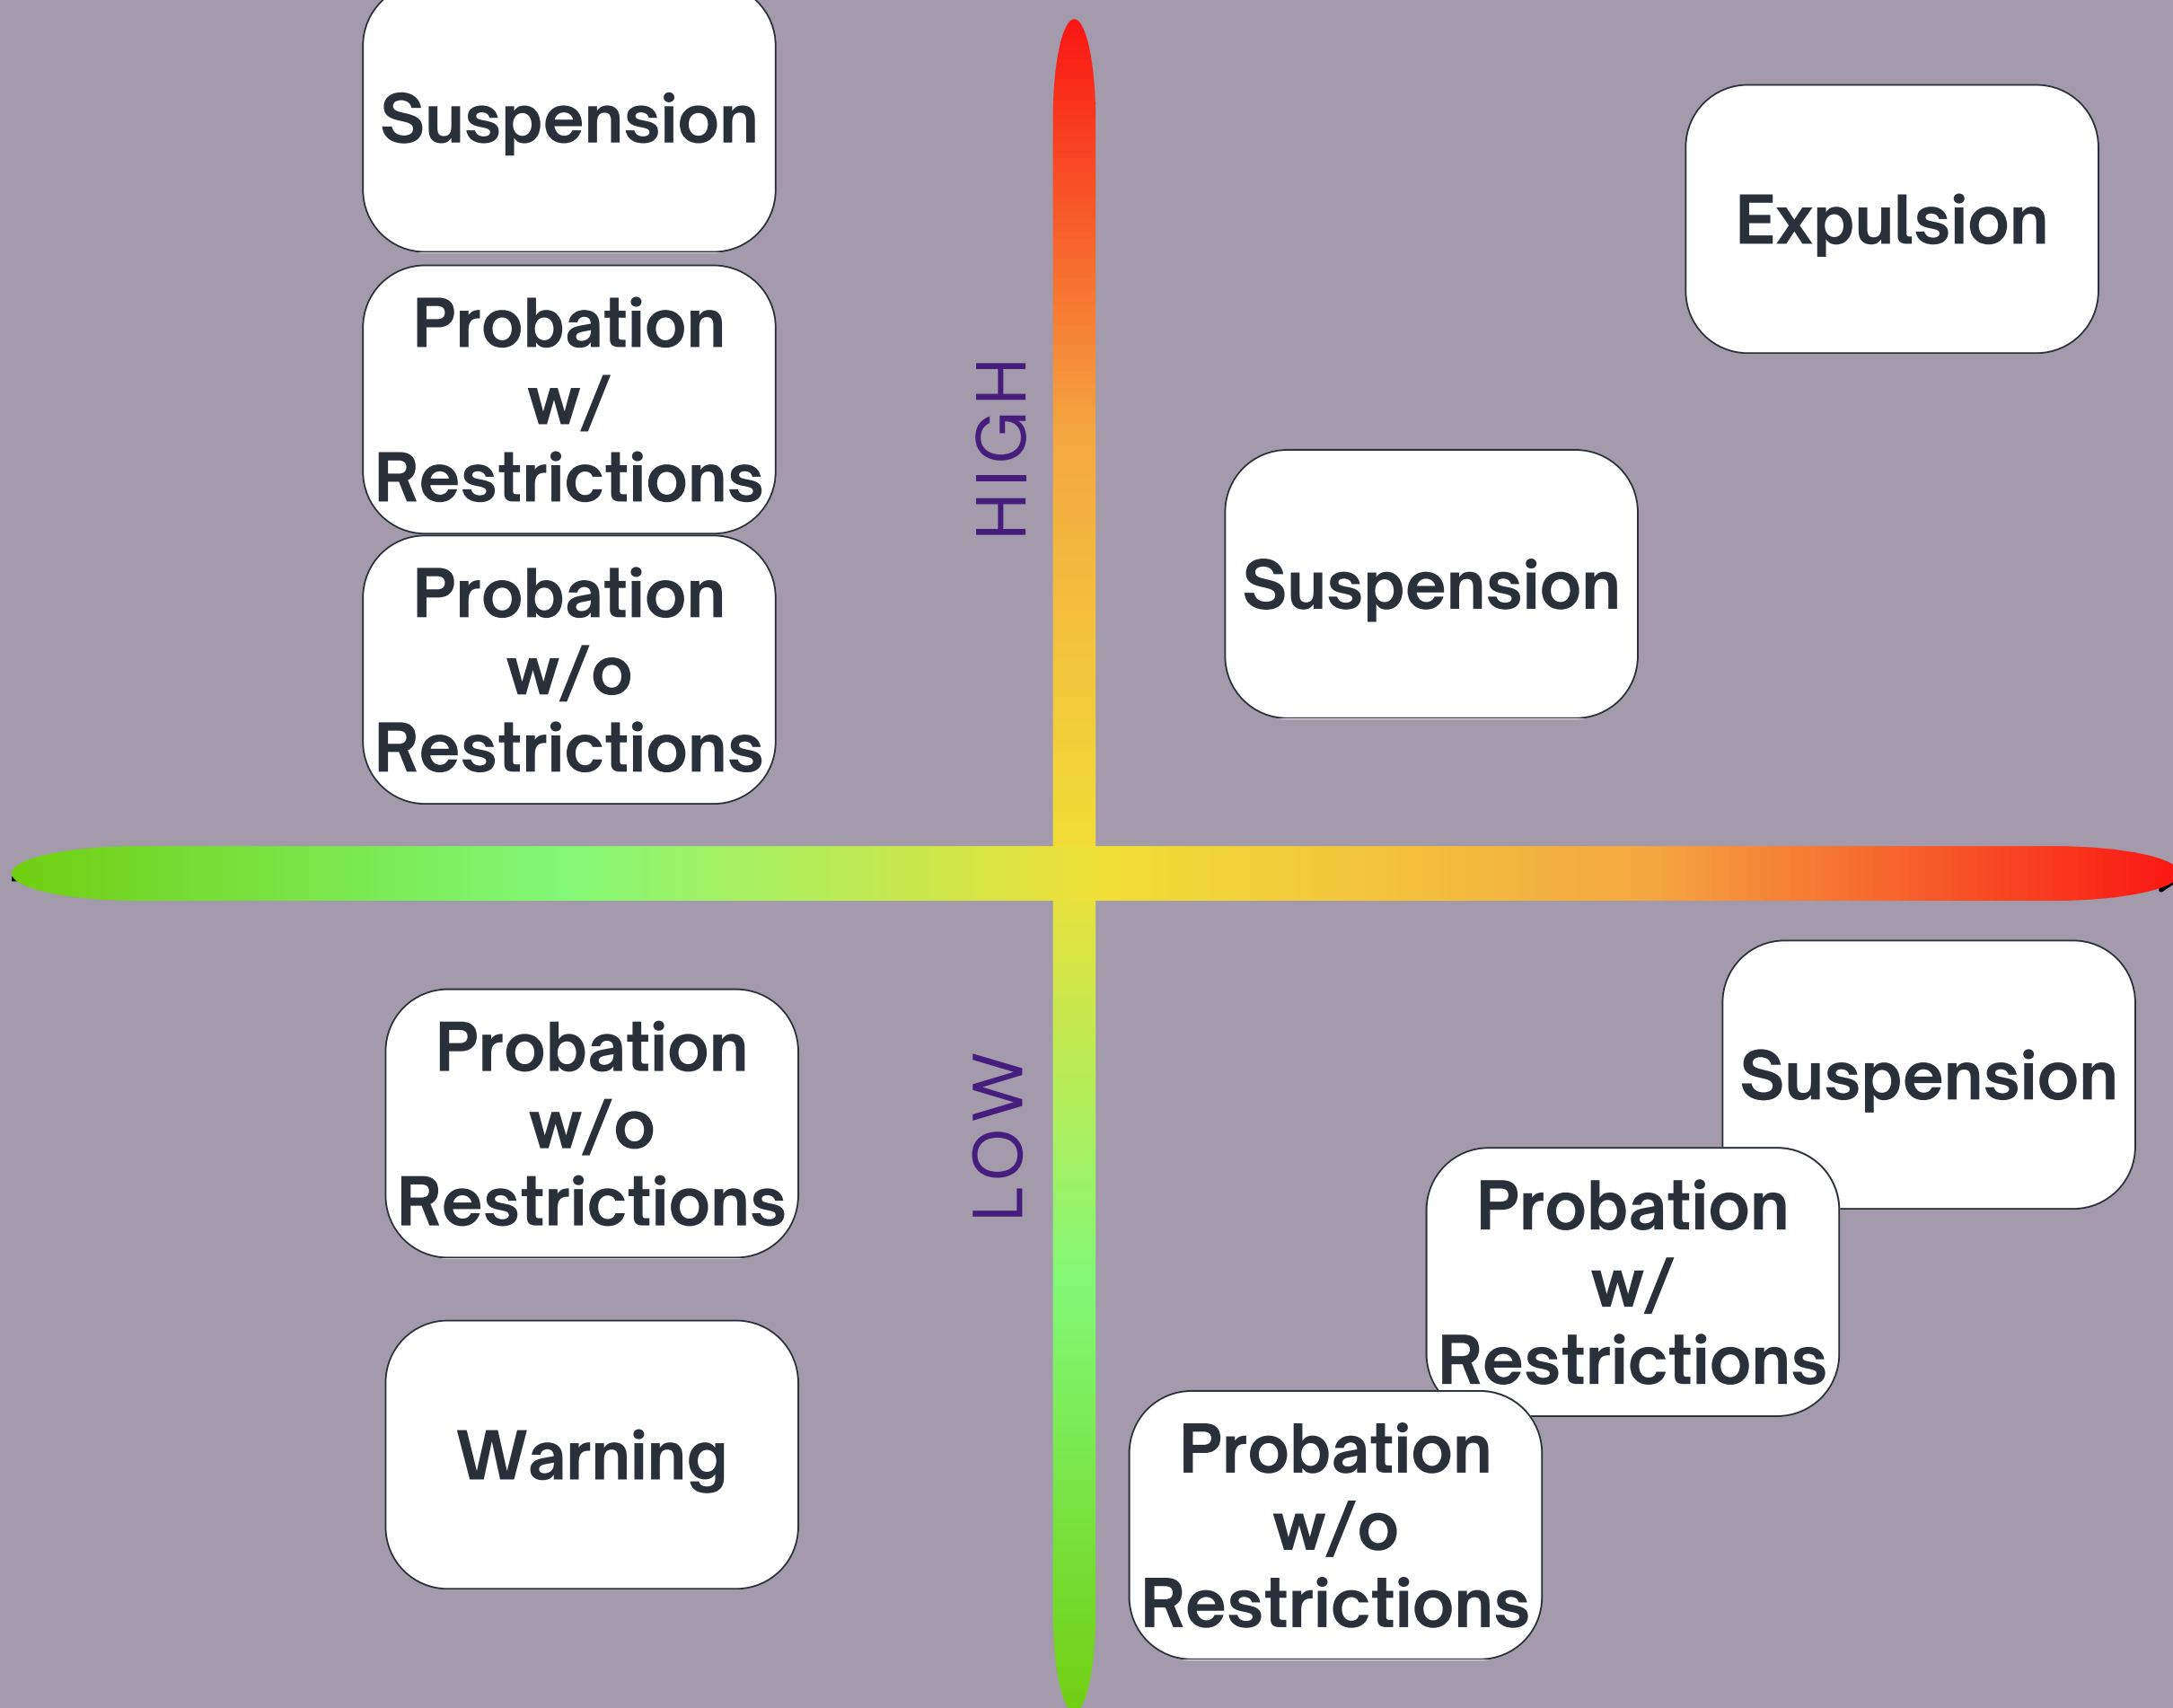 Suspension
Expulsion
Probation
w/
Restrictions
HIGH
Suspension
Probation
w/o
Restrictions
Probation
w/o
Restrictions
LOW
Suspension
Probation
w/
Restrictions
Warning
Probation
w/o
Restrictions